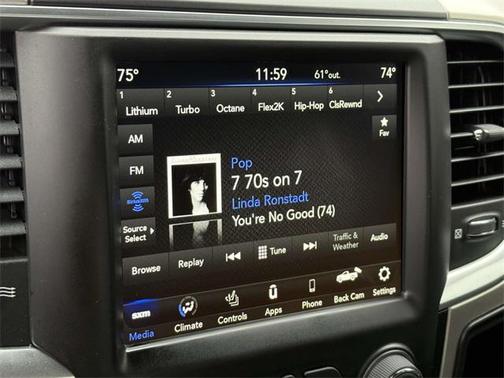 75° 11:59 61°out. 74°
1 2 3 4 5 6
Lithium Turbo Octane Flex2K Hip-Hop ClsRewnd
AM
Fav
FM
Pop
7 70s on 7
Linda Ronstadt
You're No Good (74)
SiriusXM
Source
Select
Browse Replay Tune Traffic &
Weather Audio
sxm
Media Climate Controls Apps Phone Back Cam Settings